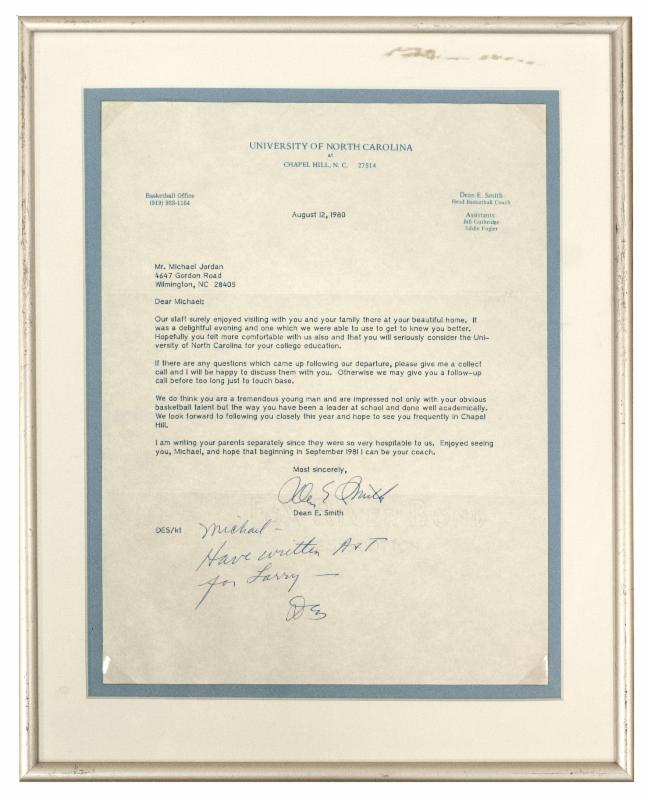 UNIVERSITY OF NORTH CAROLINA
at
CHAPEL HILL, N. C. 27514
Basketball Office
(919) 933-1154
Dean E. Smith
Head Basketball Coach
Assistants:
Bill Guthridge
Eddie Fogler
August 12, 1980
Mr. Michael Jordan
4647 Gordon Road
Wilmington, NC 28405
Dear Michael:
Our staff surely enjoyed visiting with you and your family there at your beautiful home. It
was a delightful evening and one which we were able to use to get to know you better.
Hopefully you felt more comfortable with us also and that you will seriously consider the Uni-
versity of North Carolina for your college education.
If there are any questions which came up following our departure, please give me a collect
call and I will be happy to discuss them with you. Otherwise we may give you a follow-up
call before too long just to touch base.
We do think you are a tremendous young man and are impressed not only with your obvious
basketball talent but the way you have been a leader at school and done well academically.
We look forward to following you closely this year and hope to see you frequently in Chapel
Hill.
I am writing your parents separately since they were so very hospitable to us. Enjoyed seeing
you, Michael, and hope that beginning in September 1981 I can be your coach.
Most sincerely,
Dean E Smith
Dean E. Smith
DES/kt
Michael —
Have written A+T
for Larry —
DES